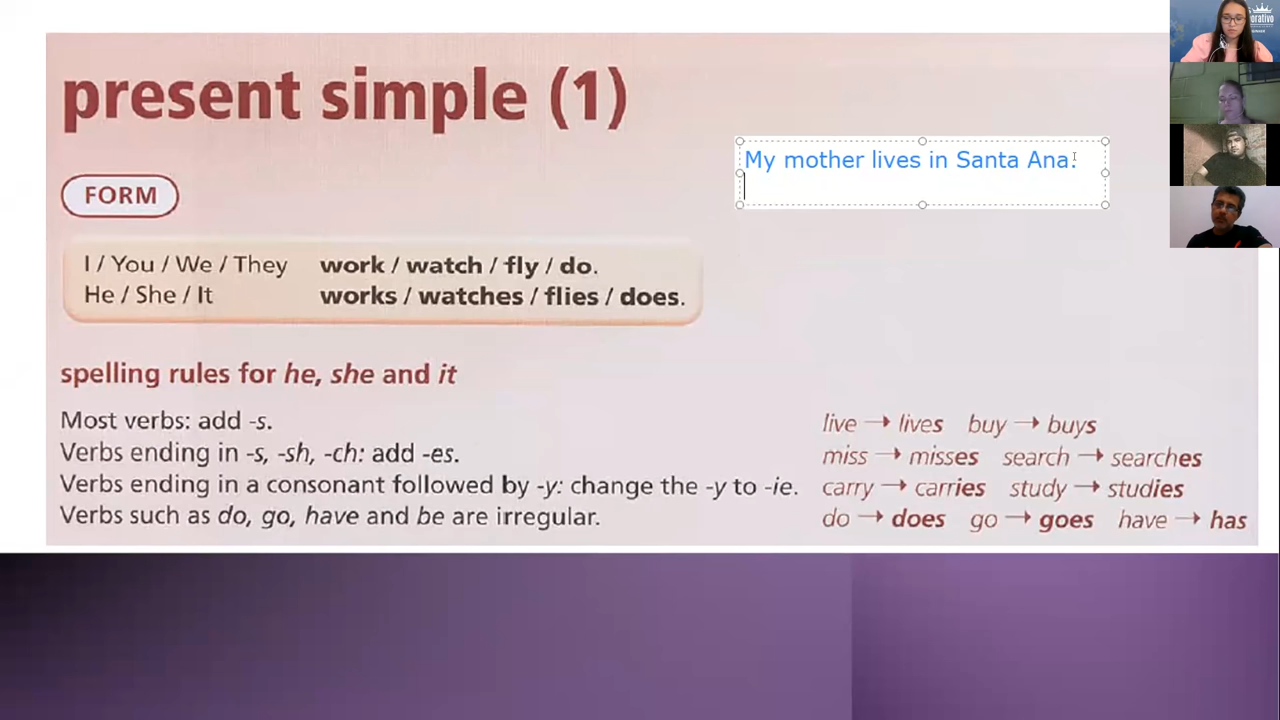 present simple (1)
My mother lives in Santa Ana.
FORM
I / You / We / They work / watch / fly / do.
He / She / It works / watches / flies / does.
spelling rules for he, she and it
Most verbs: add -s. live → lives buy → buys
Verbs ending in -s, -sh, -ch: add -es. miss → misses search → searches
Verbs ending in a consonant followed by -y: change the -y to -ie. carry → carries study → studies
Verbs such as do, go, have and be are irregular. do → does go → goes have → has
orativo